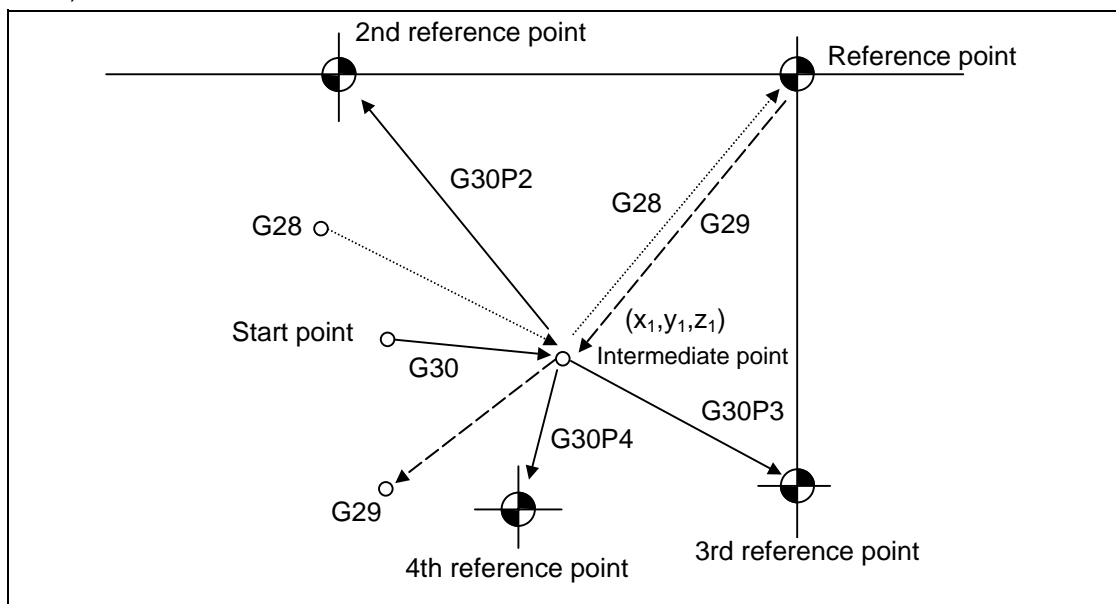 2nd reference point
Reference point
G30P2
G28
G29
G28
Start point
G30
(x₁,y₁,z₁)
Intermediate point
G30P3
G30P4
G29
4th reference point
3rd reference point